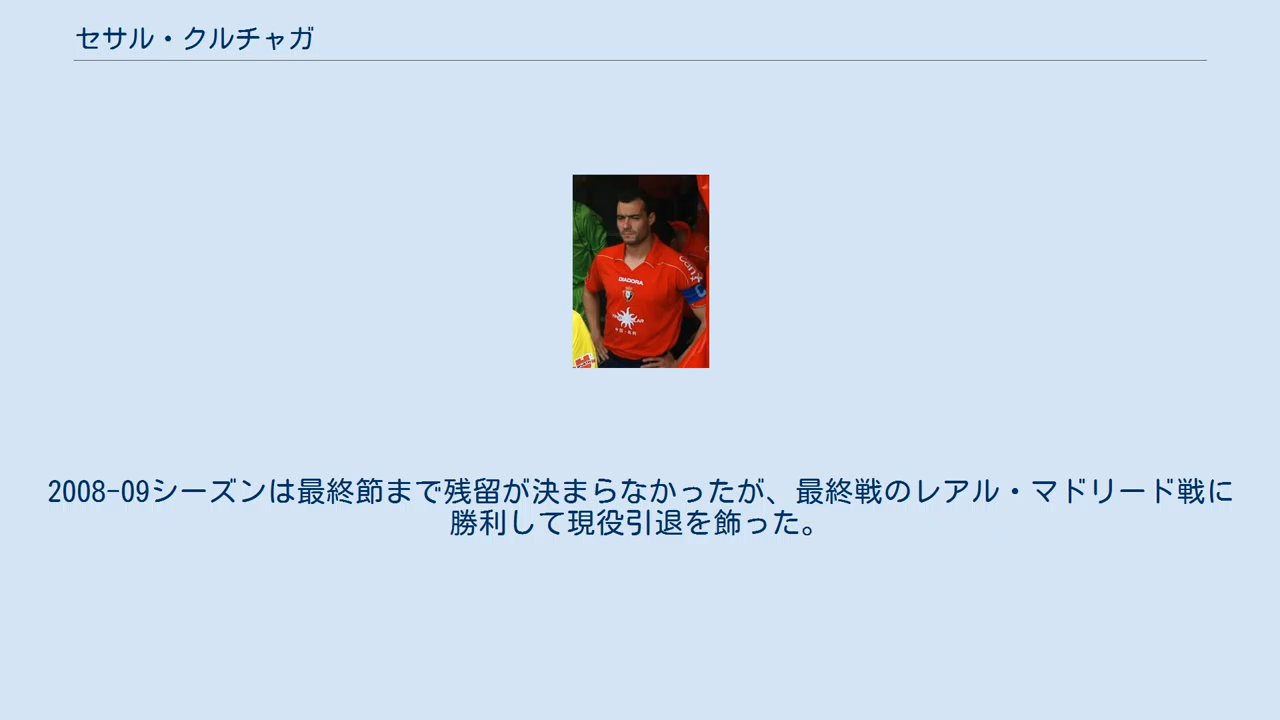 セサル・クルチャガ
DIADORA
2008-09シーズンは最終節まで残留が決まらなかったが、最終戦のレアル・マドリード戦に
勝利して現役引退を飾った。